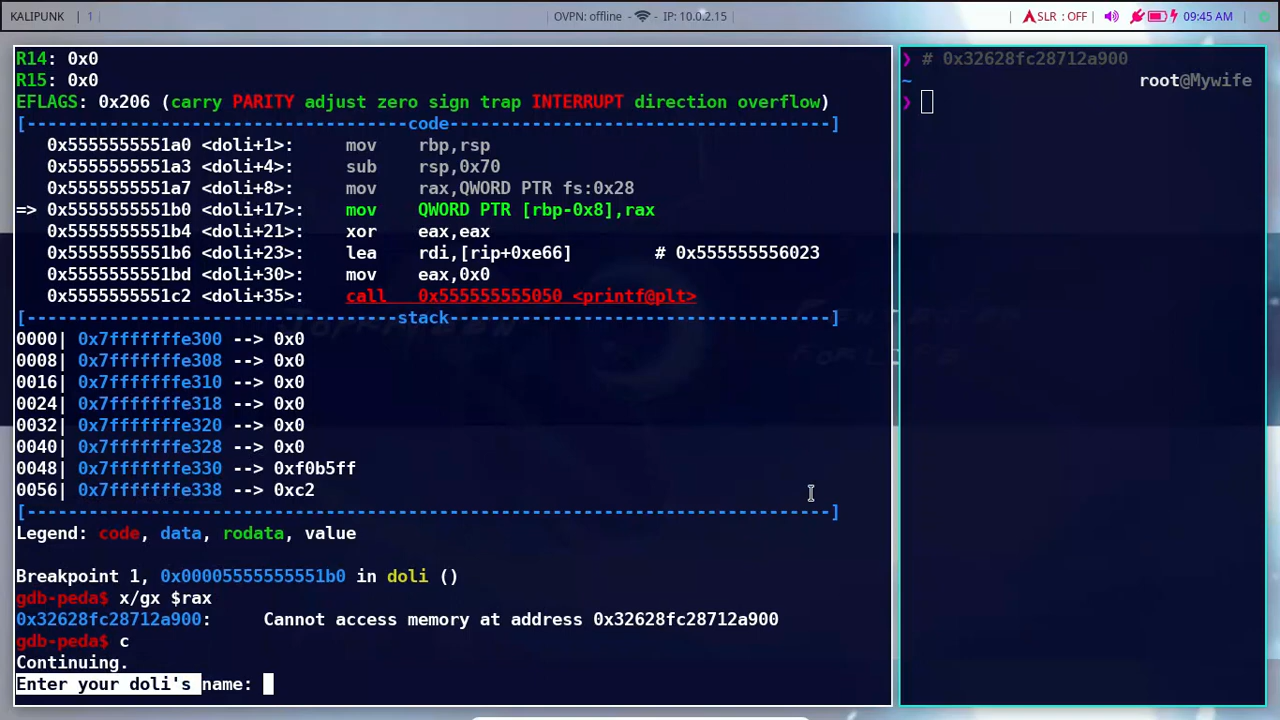 KALIPUNK | 1
OVPN: offline - IP: 10.0.2.15
SLR : OFF
09:45 AM
R14: 0x0
R15: 0x0
EFLAGS: 0x206 (carry PARITY adjust zero sign trap INTERRUPT direction overflow)
[-------------------------------------code-------------------------------------]
0x5555555551a0 <doli+1>: mov rbp,rsp
0x5555555551a3 <doli+4>: sub rsp,0x70
0x5555555551a7 <doli+8>: mov rax,QWORD PTR fs:0x28
=> 0x5555555551b0 <doli+17>: mov QWORD PTR [rbp-0x8],rax
0x5555555551b4 <doli+21>: xor eax,eax
0x5555555551b6 <doli+23>: lea rdi,[rip+0xe66] # 0x555555556023
0x5555555551bd <doli+30>: mov eax,0x0
0x5555555551c2 <doli+35>: call 0x555555555050 <printf@plt>
[------------------------------------stack-------------------------------------]
0000| 0x7fffffffe300 --> 0x0
0008| 0x7fffffffe308 --> 0x0
0016| 0x7fffffffe310 --> 0x0
0024| 0x7fffffffe318 --> 0x0
0032| 0x7fffffffe320 --> 0x0
0040| 0x7fffffffe328 --> 0x0
0048| 0x7fffffffe330 --> 0xf0b5ff
0056| 0x7fffffffe338 --> 0xc2
[------------------------------------------------------------------------------]
Legend: code, data, rodata, value
Breakpoint 1, 0x00005555555551b0 in doli ()
gdb-peda$ x/gx $rax
0x32628fc28712a900: Cannot access memory at address 0x32628fc28712a900
gdb-peda$ c
Continuing.
Enter your doli's name:
❯ # 0x32628fc28712a900
~ root@Mywife
❯